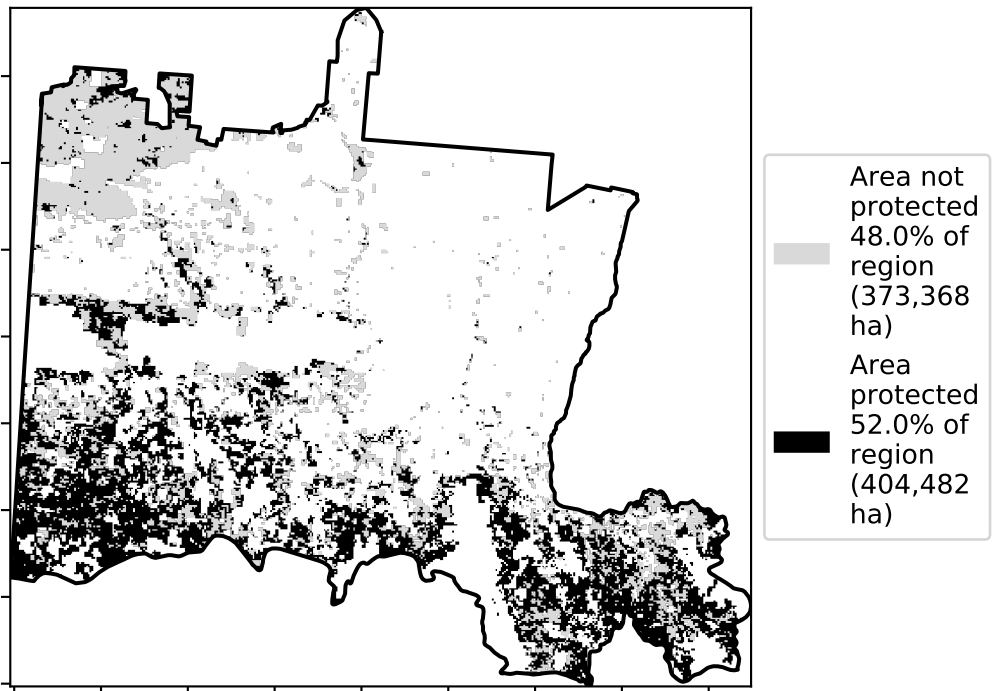 Area not
protected
48.0% of
region
(373,368
ha)
Area
protected
52.0% of
region
(404,482
ha)